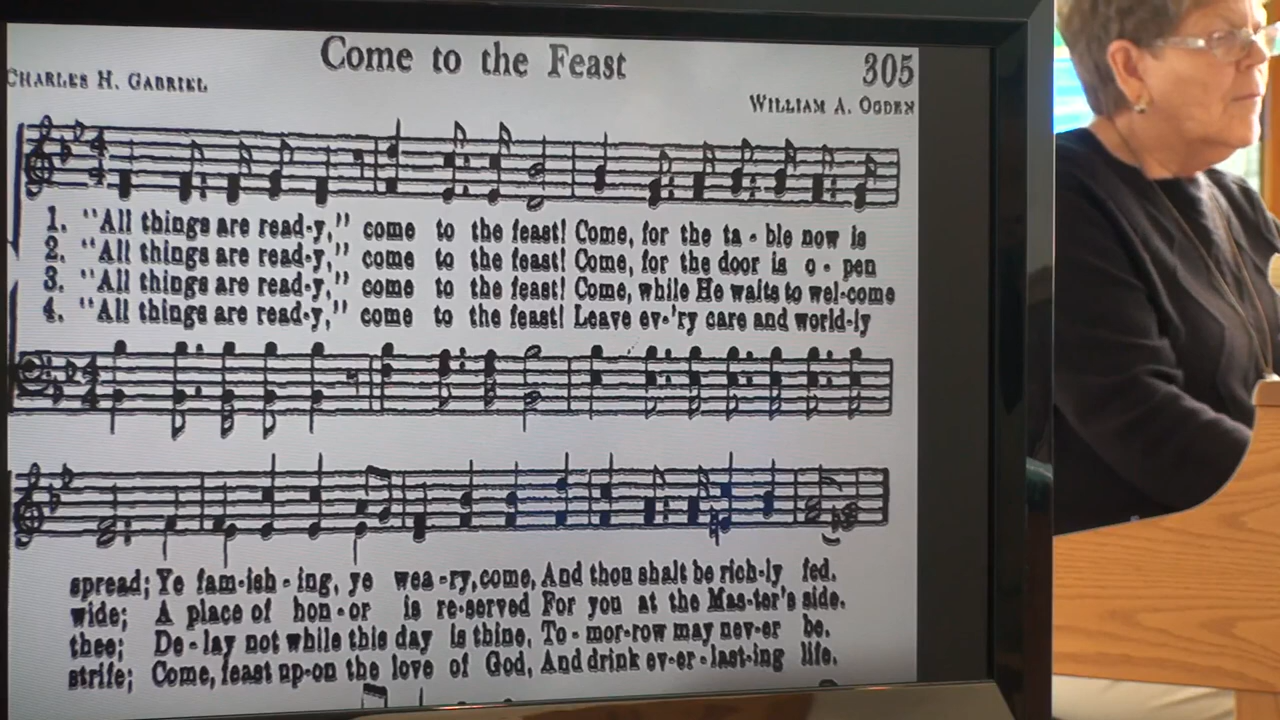 Come to the Feast
305
CHARLES H. GABRIEL
WILLIAM A. OGDEN
1. "All things are read-y," come to the feast! Come, for the ta - ble now is
2. "All things are read-y," come to the feast! Come, for the door is o - pen
3. "All things are read-y," come to the feast! Come, while He waits to wel-come
4. "All things are read-y," come to the feast! Leave ev-'ry care and world-ly
spread; Ye fam-ish - ing, ye wea-ry, come, And thou shalt be rich-ly fed.
wide; A place of hon-or is re-served For you at the Mas-ter's side.
thee; De-lay not while this day is thine, To - mor-row may nev-er be.
strife; Come, feast up-on the love of God, And drink ev-er-last-ing life.